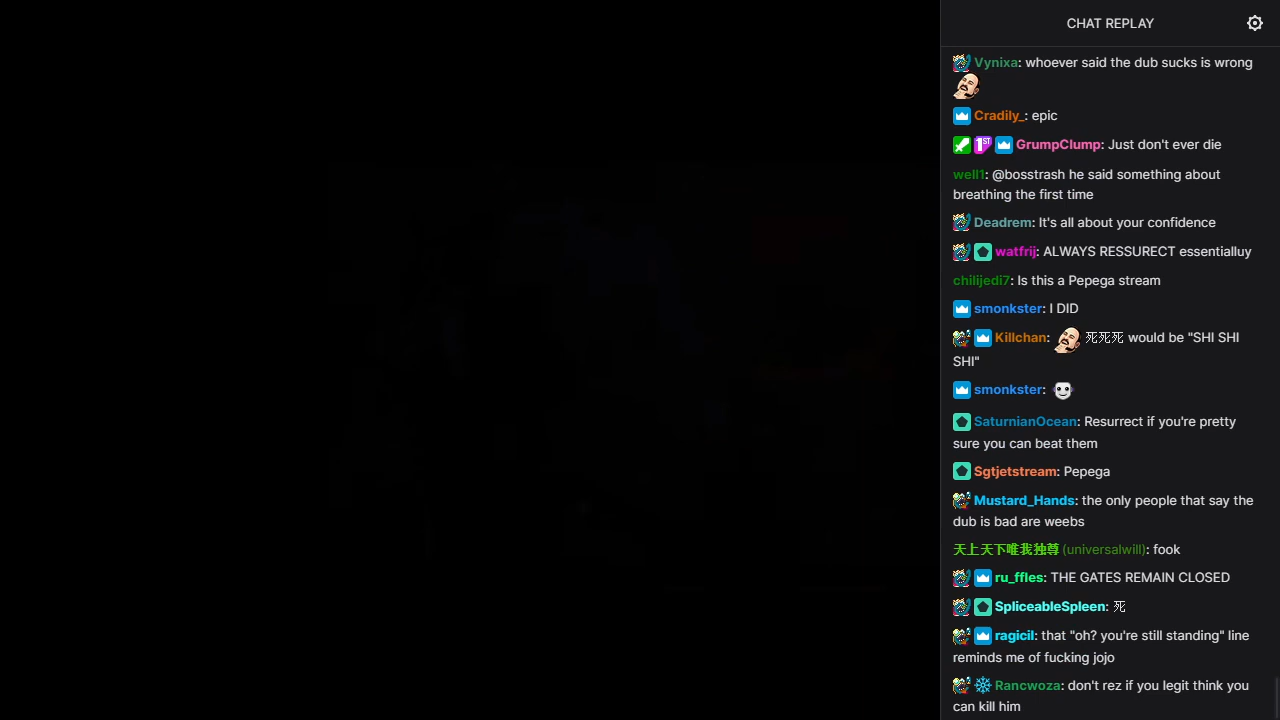 CHAT REPLAY
Vynixa: whoever said the dub sucks is wrong
Cradily_: epic
1ST GrumpClump: Just don't ever die
well1: @bosstrash he said something about
breathing the first time
Deadrem: It's all about your confidence
watfrij: ALWAYS RESSURECT essentialluy
chilijedi7: Is this a Pepega stream
smonkster: I DID
Killchan: 死死死 would be "SHI SHI
SHI"
smonkster:
SaturnianOcean: Resurrect if you're pretty
sure you can beat them
Sgtjetstream: Pepega
Mustard_Hands: the only people that say the
dub is bad are weebs
天上天下唯我独尊 (universalwill): fook
ru_ffles: THE GATES REMAIN CLOSED
SpliceableSpleen: 死
ragicil: that "oh? you're still standing" line
reminds me of fucking jojo
Rancwoza: don't rez if you legit think you
can kill him